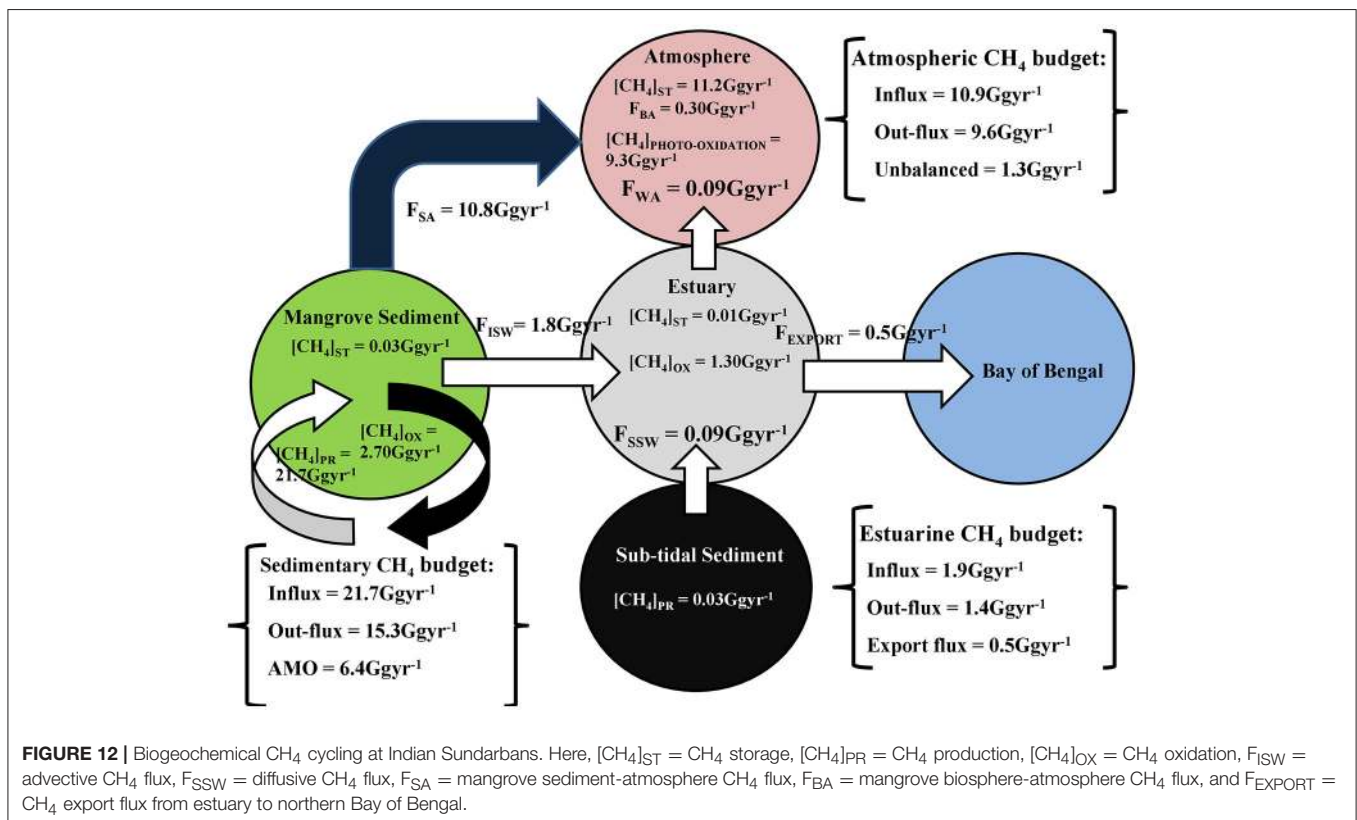 Atmosphere
[CH₄]ST = 11.2Ggyr⁻¹
FBA = 0.30Ggyr⁻¹
[CH₄]PHOTO-OXIDATION =
9.3Ggyr⁻¹
FWA = 0.09Ggyr⁻¹
Atmospheric CH₄ budget:
Influx = 10.9Ggyr⁻¹
Out-flux = 9.6Ggyr⁻¹
Unbalanced = 1.3Ggyr⁻¹
FSA = 10.8Ggyr⁻¹
Mangrove Sediment
[CH₄]ST = 0.03Ggyr⁻¹
[CH₄]OX =
2.70Ggyr⁻¹
[CH₄]PR =
21.7Ggyr⁻¹
FISW = 1.8Ggyr⁻¹
Estuary
[CH₄]ST = 0.01Ggyr⁻¹
[CH₄]OX = 1.30Ggyr⁻¹
FSSW = 0.09Ggyr⁻¹
FEXPORT = 0.5Ggyr⁻¹
Bay of Bengal
Sedimentary CH₄ budget:
Influx = 21.7Ggyr⁻¹
Out-flux = 15.3Ggyr⁻¹
AMO = 6.4Ggyr⁻¹
Sub-tidal Sediment
[CH₄]PR = 0.03Ggyr⁻¹
Estuarine CH₄ budget:
Influx = 1.9Ggyr⁻¹
Out-flux = 1.4Ggyr⁻¹
Export flux = 0.5Ggyr⁻¹
FIGURE 12 | Biogeochemical CH₄ cycling at Indian Sundarbans. Here, [CH₄]ST = CH₄ storage, [CH₄]PR = CH₄ production, [CH₄]OX = CH₄ oxidation, FISW =
advective CH₄ flux, FSSW = diffusive CH₄ flux, FSA = mangrove sediment-atmosphere CH₄ flux, FBA = mangrove biosphere-atmosphere CH₄ flux, and FEXPORT =
CH₄ export flux from estuary to northern Bay of Bengal.